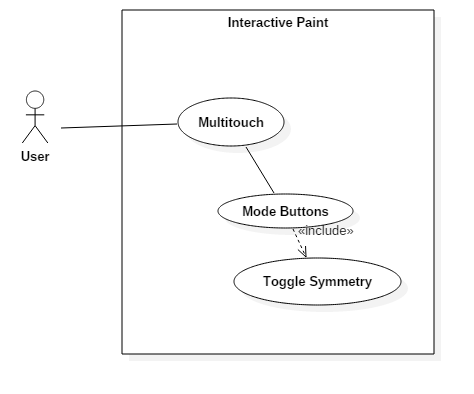 Interactive Paint
Multitouch
User
Mode Buttons
«include»
Toggle Symmetry